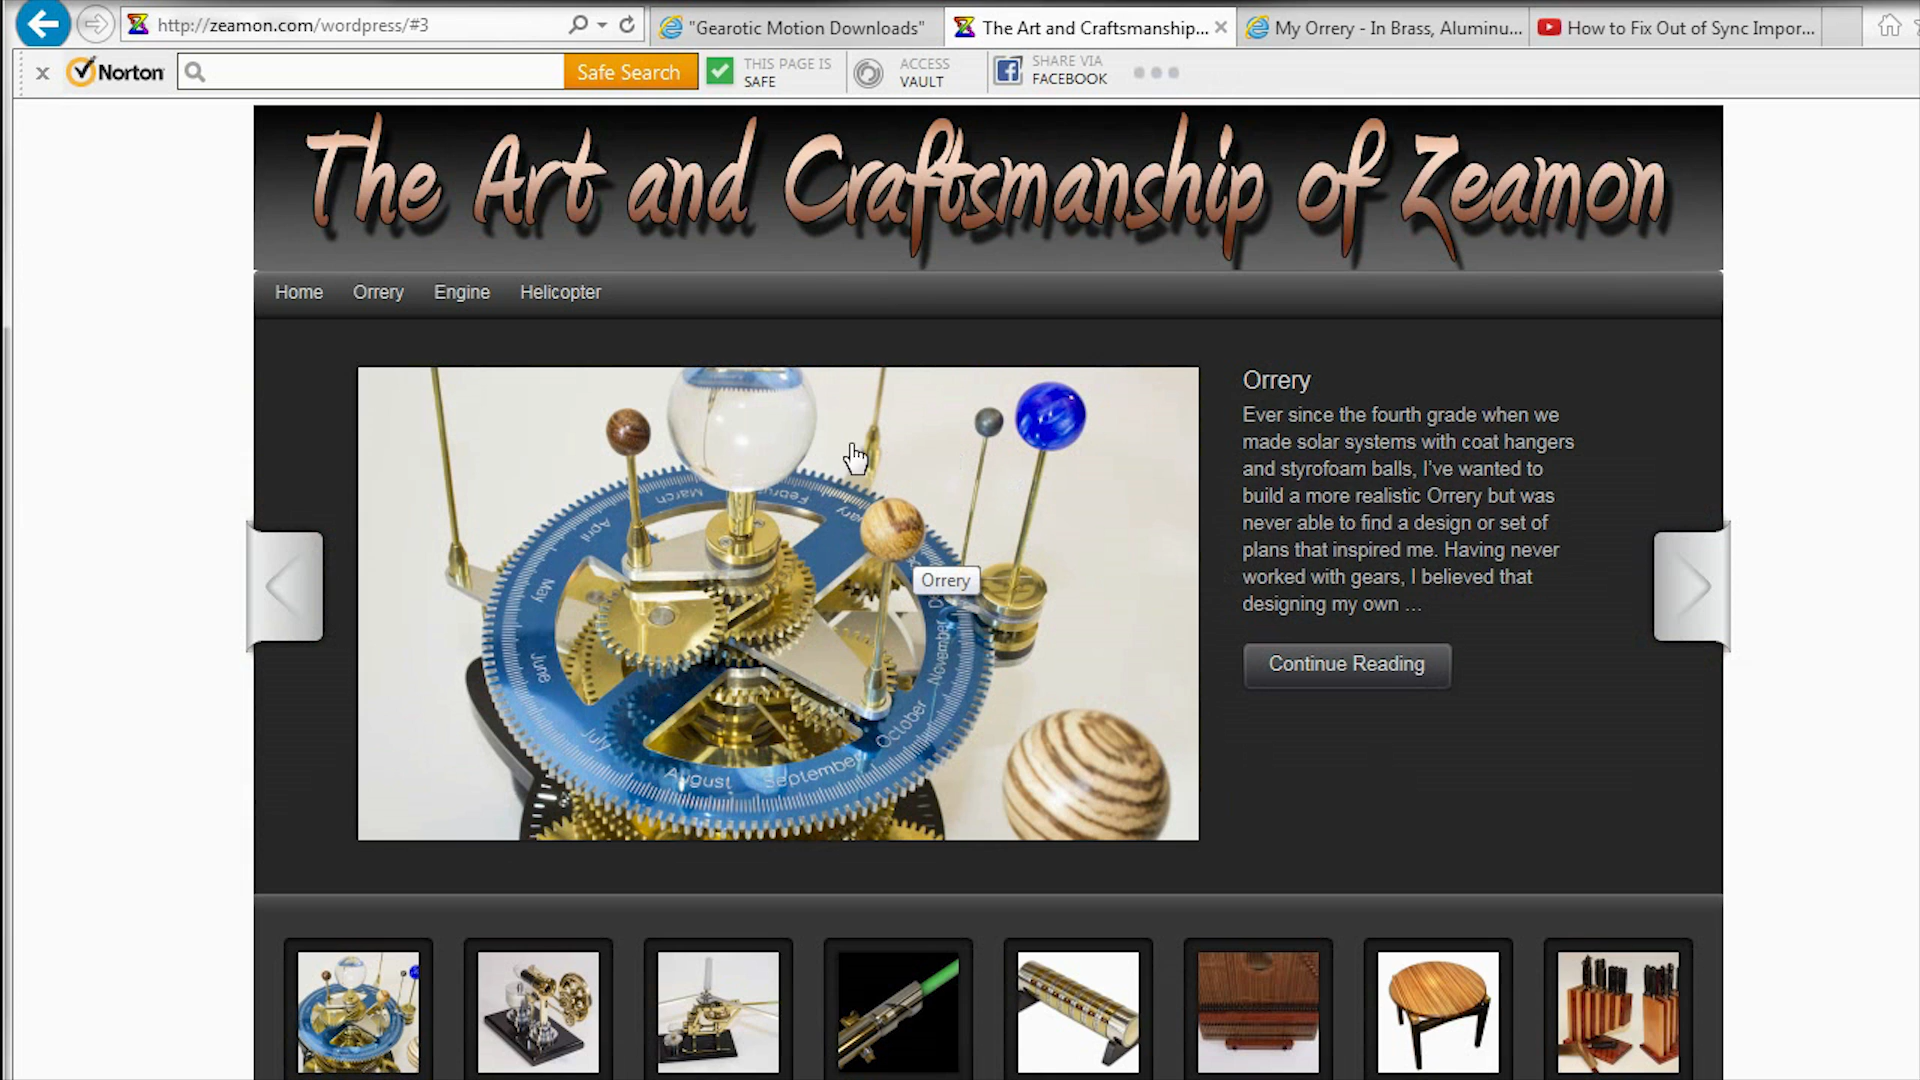 http://zeamon.com/wordpress/#3
"Gearotic Motion Downloads"
The Art and Craftsmanship...
My Orrery - In Brass, Aluminu...
How to Fix Out of Sync Impor...
Norton
Safe Search
THIS PAGE IS
SAFE
ACCESS
VAULT
SHARE VIA
FACEBOOK
The Art and Craftsmanship of Zeamon
Home
Orrery
Engine
Helicopter
Orrery
Ever since the fourth grade when we
made solar systems with coat hangers
and styrofoam balls, I've wanted to
build a more realistic Orrery but was
never able to find a design or set of
plans that inspired me. Having never
worked with gears, I believed that
designing my own ...
Continue Reading
March
April
May
June
July
August
September
October
November
Orrery